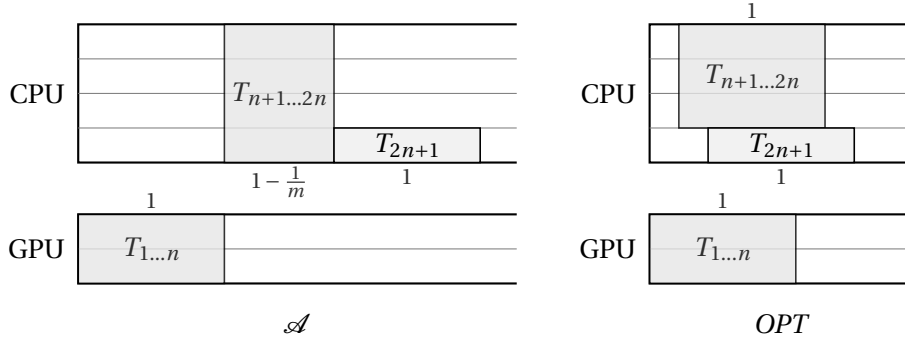 1
CPU
T_{n+1…2n}
T_{2n+1}
1 − 1/m
1
1
GPU
T_{1…n}
𝒜
CPU
T_{n+1…2n}
T_{2n+1}
1
1
GPU
T_{1…n}
OPT